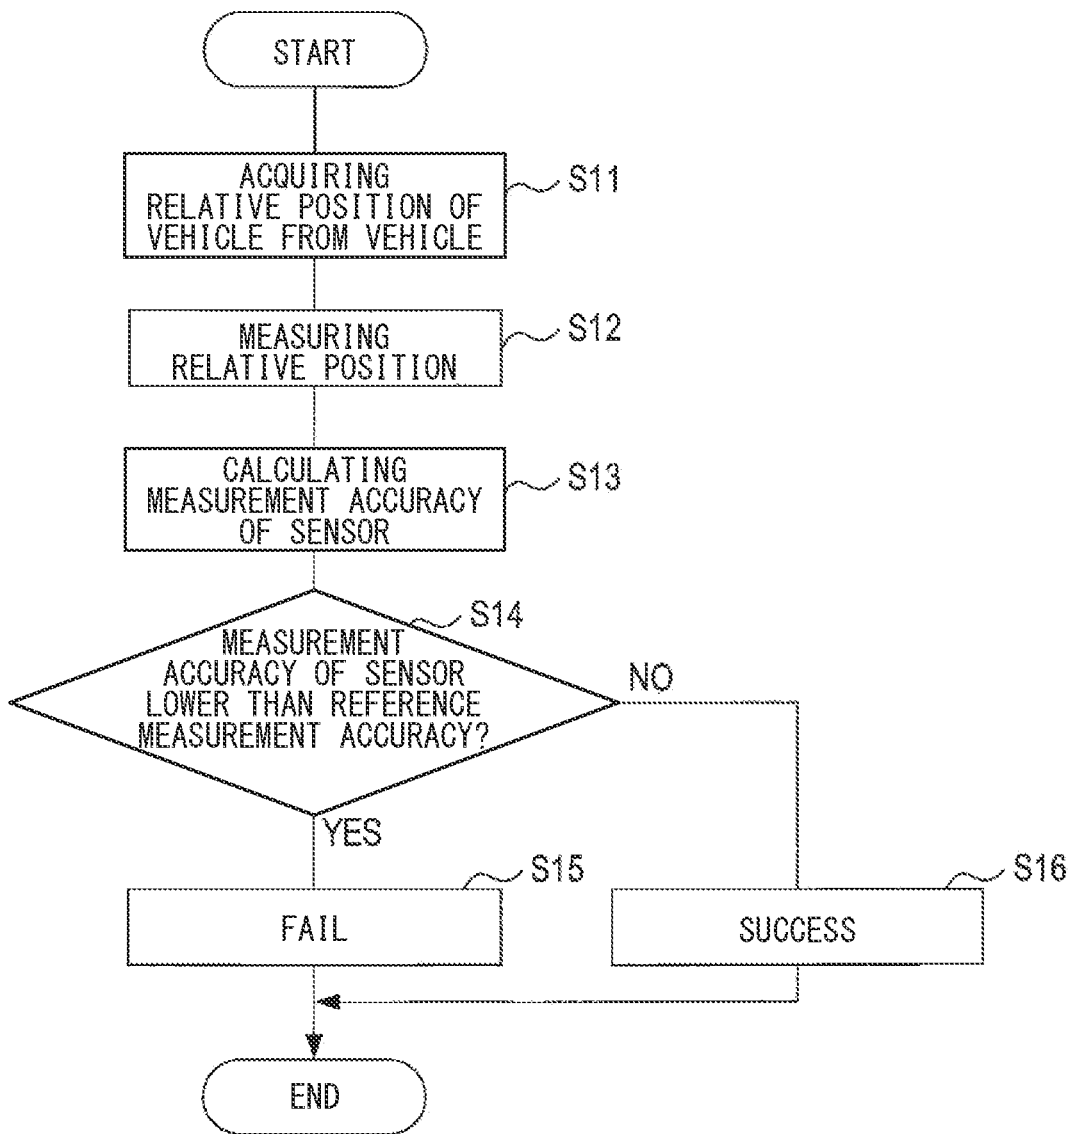 START
ACQUIRING
RELATIVE POSITION OF
VEHICLE FROM VEHICLE
S11
MEASURING
RELATIVE POSITION
S12
CALCULATING
MEASUREMENT ACCURACY
OF SENSOR
S13
S14
MEASUREMENT
ACCURACY OF SENSOR
LOWER THAN REFERENCE
MEASUREMENT ACCURACY?
NO
YES
S15
FAIL
S16
SUCCESS
END